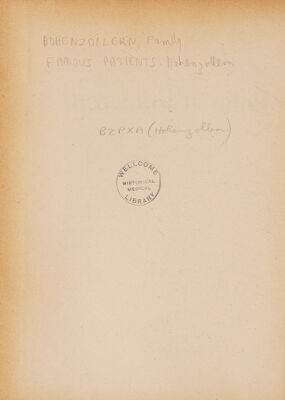 HOHENZOLLERN, Family
FAMOUS PATIENTS: Hohenzollern
BZPXA (Hohenzollern)
WELLCOME
HISTORICAL
MEDICAL
LIBRARY